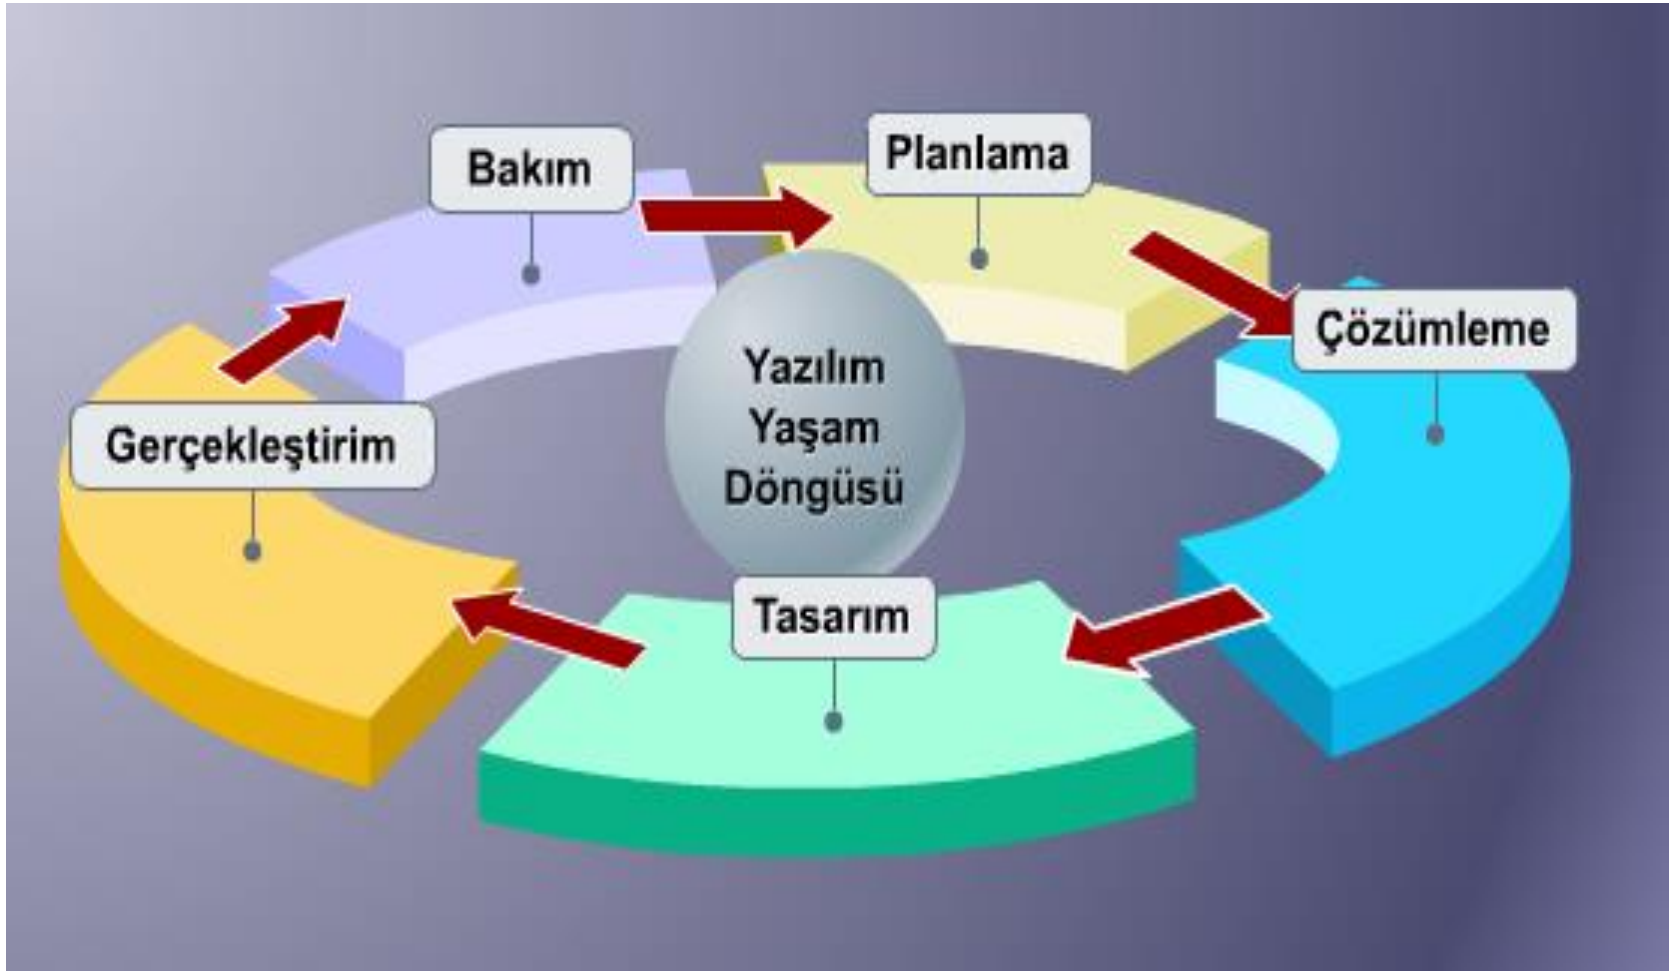 Bakım
Planlama
Çözümleme
Gerçekleştirim
Yazılım
Yaşam
Döngüsü
Tasarım